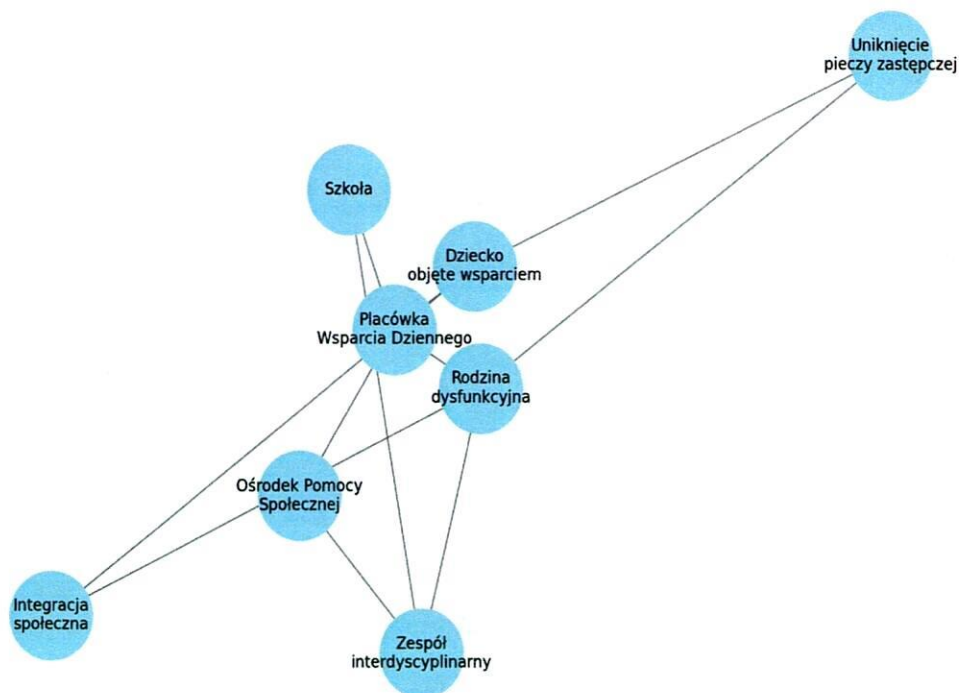 Uniknięcie
pieczy zastępczej
Szkoła
Dziecko
objęte wsparciem
Placówka
Wsparcia Dziennego
Rodzina
dysfunkcyjna
Ośrodek Pomocy
Społecznej
Integracja
społeczna
Zespół
interdyscyplinarny